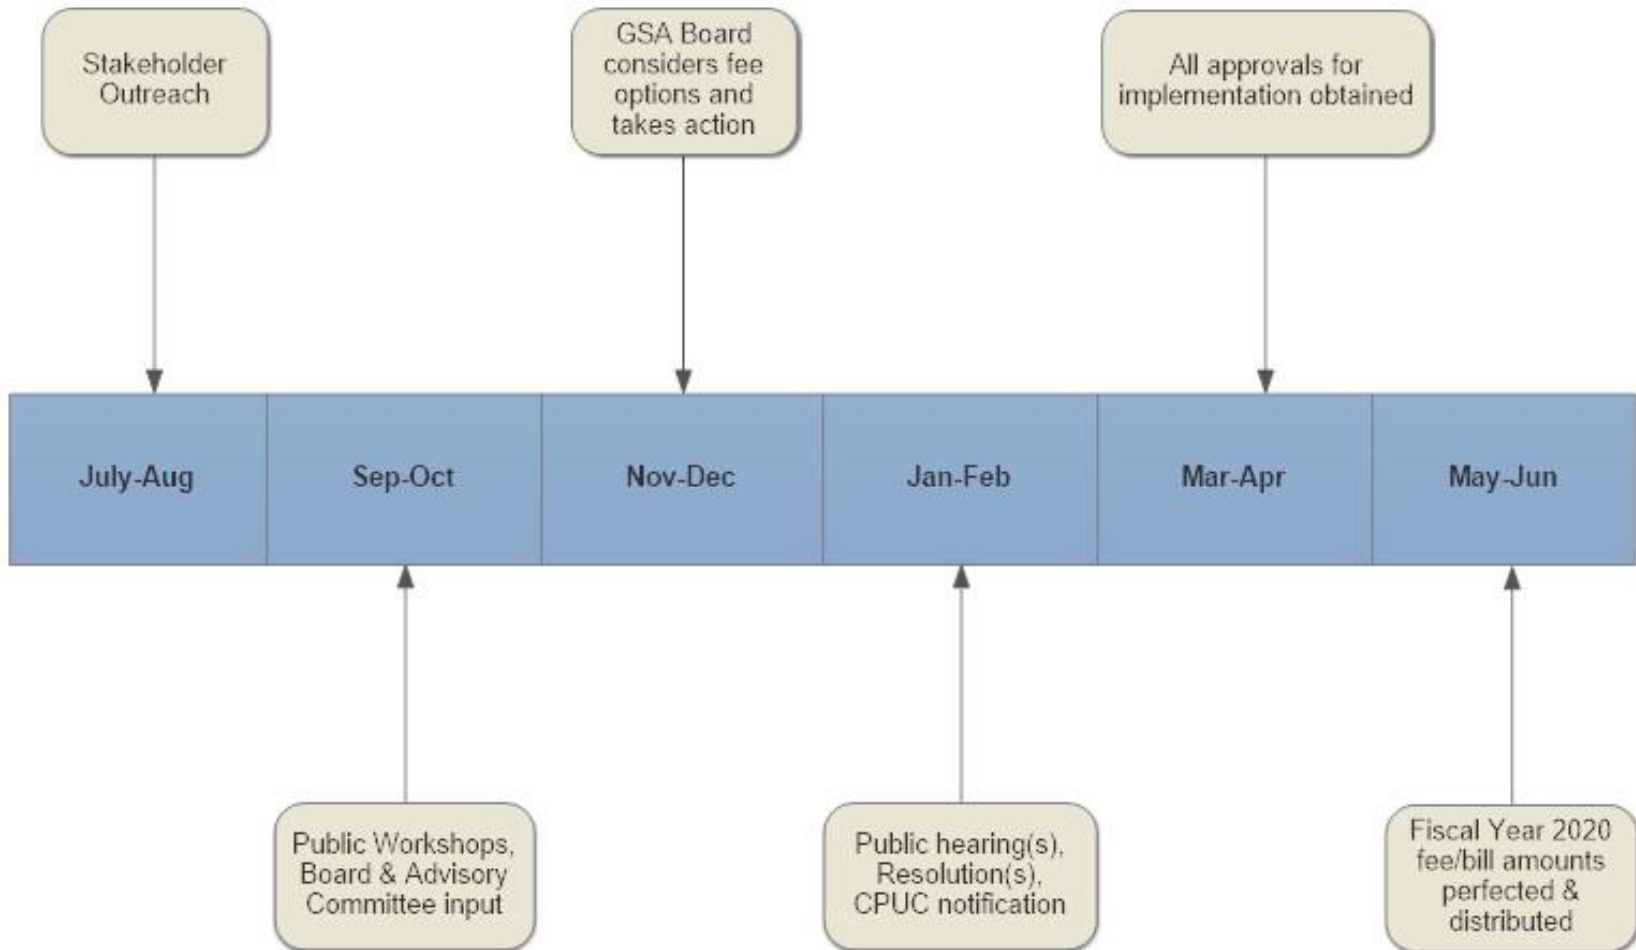 Stakeholder
Outreach
GSA Board
considers fee
options and
takes action
All approvals for
implementation obtained
July-Aug
Sep-Oct
Nov-Dec
Jan-Feb
Mar-Apr
May-Jun
Public Workshops,
Board & Advisory
Committee input
Public hearing(s),
Resolution(s),
CPUC notification
Fiscal Year 2020
fee/bill amounts
perfected &
distributed